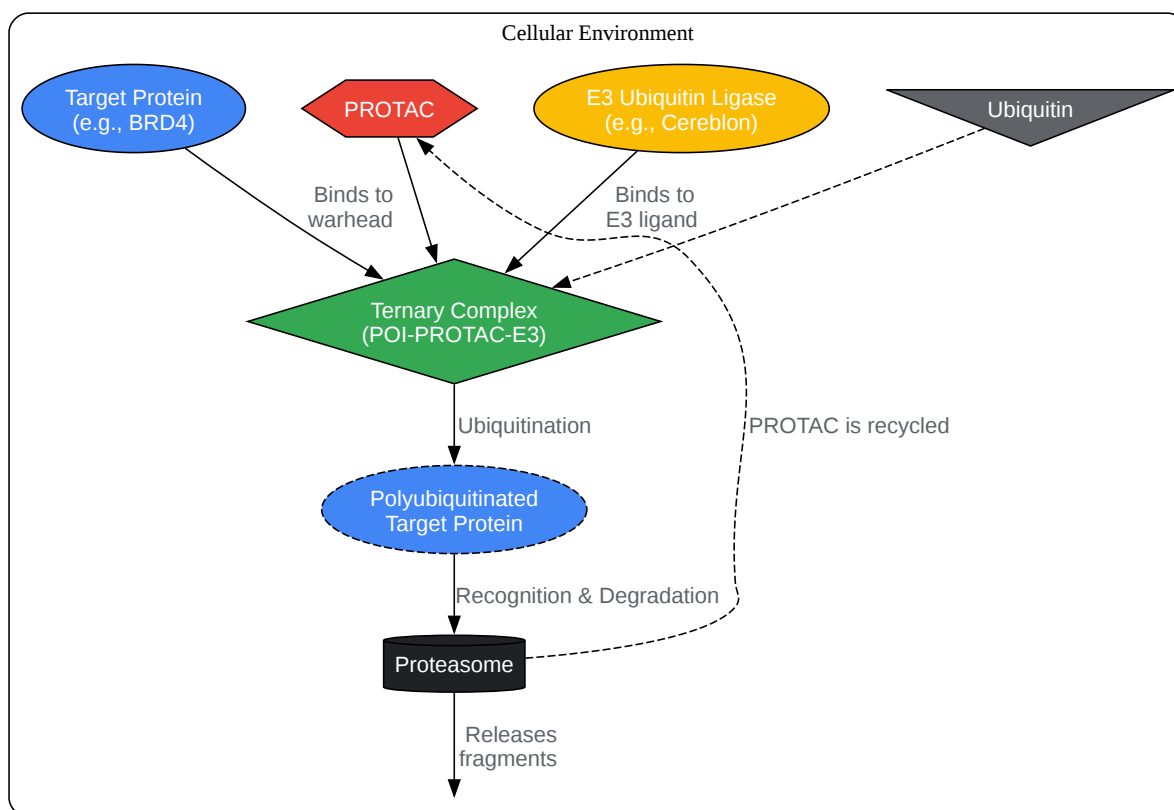 Cellular Environment
Target Protein
(e.g., BRD4)
PROTAC
E3 Ubiquitin Ligase
(e.g., Cereblon)
Ubiquitin
Binds to
warhead
Binds to
E3 ligand
Ternary Complex
(POI-PROTAC-E3)
Ubiquitination
PROTAC is recycled
Polyubiquitinated
Target Protein
Recognition & Degradation
Proteasome
Releases
fragments